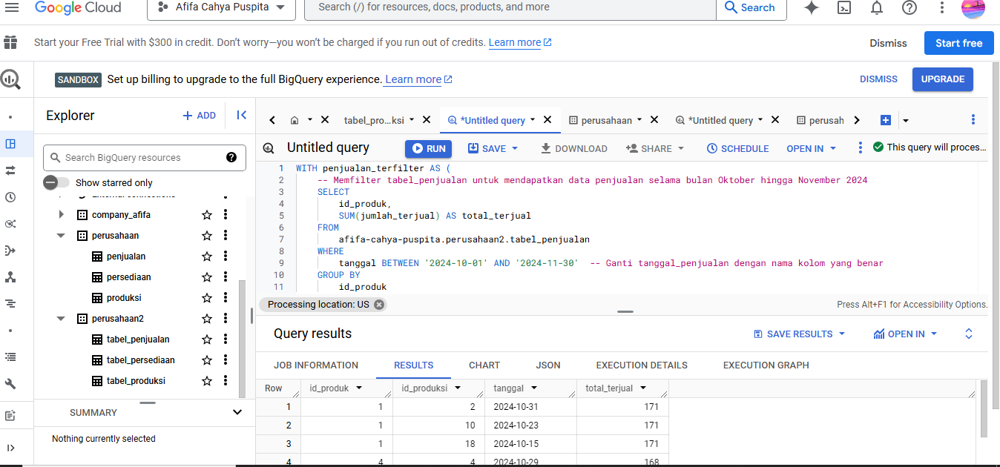 Google Cloud
Afifa Cahya Puspita
Search (/) for resources, docs, products, and more
Search
Start your Free Trial with $300 in credit. Don't worry—you won't be charged if you run out of credits. Learn more
Dismiss
Start free
SANDBOX Set up billing to upgrade to the full BigQuery experience. Learn more
DISMISS
UPGRADE
Explorer
+ ADD
Search BigQuery resources
Show starred only
company_afifa
perusahaan
penjualan
persediaan
produksi
perusahaan2
tabel_penjualan
tabel_persediaan
tabel_produksi
SUMMARY
Nothing currently selected
tabel_pro...ksi
*Untitled query
perusahaan
*Untitled query
perusah
Untitled query
RUN
SAVE
DOWNLOAD
SHARE
SCHEDULE
OPEN IN
This query will proces...
1 WITH penjualan_terfilter AS (
2 -- Memfilter tabel_penjualan untuk mendapatkan data penjualan selama bulan Oktober hingga November 2024
3 SELECT
4 id_produk,
5 SUM(jumlah_terjual) AS total_terjual
6 FROM
7 afifa-cahya-puspita.perusahaan2.tabel_penjualan
8 WHERE
9 tanggal BETWEEN '2024-10-01' AND '2024-11-30' -- Ganti tanggal_penjualan dengan nama kolom yang benar
10 GROUP BY
11 id_produk
Processing location: US
Press Alt+F1 for Accessibility Options.
Query results
SAVE RESULTS
OPEN IN
JOB INFORMATION
RESULTS
CHART
JSON
EXECUTION DETAILS
EXECUTION GRAPH
Row id_produk id_produksi tanggal total_terjual
1 1 2 2024-10-31 171
2 1 10 2024-10-23 171
3 1 18 2024-10-15 171
4 4 4 2024-10-29 168